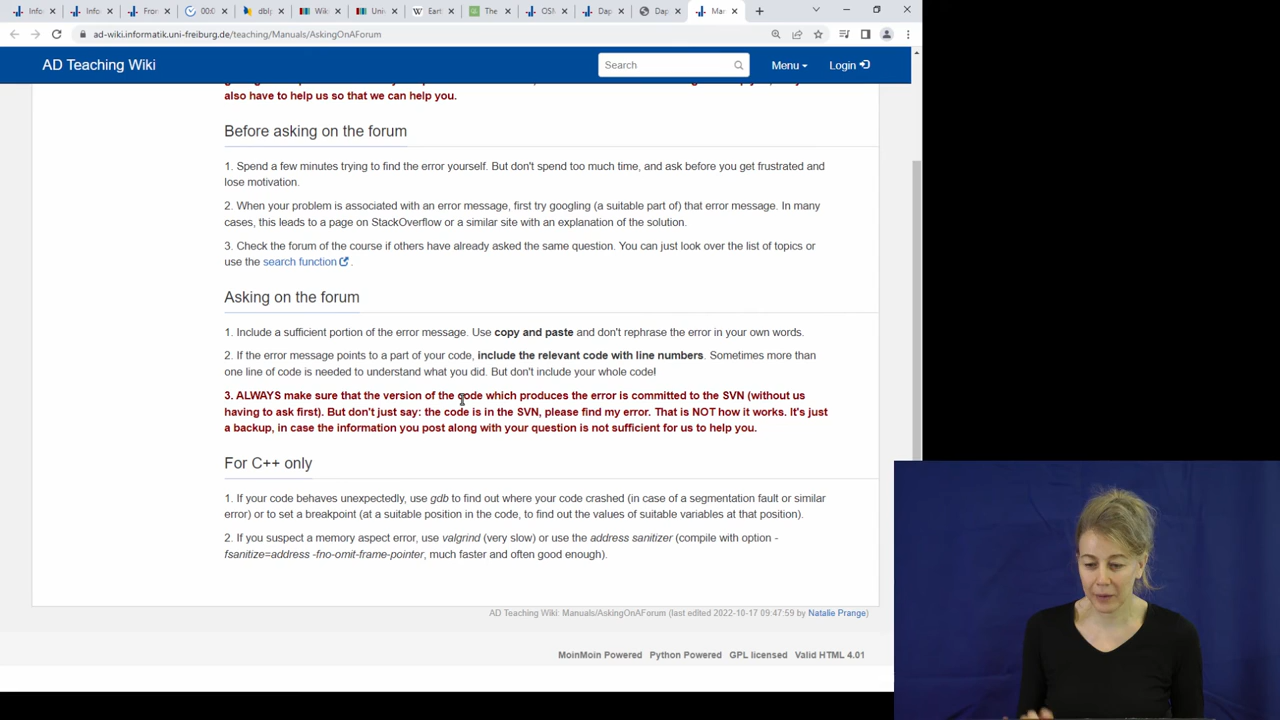 Info
Info
Fro
00:0
dbl
Wiki
Uni
Eart
The
OSM
Dap
Dap
Ma
ad-wiki.informatik.uni-freiburg.de/teaching/Manuals/AskingOnAForum
AD Teaching Wiki
Search
Menu
Login
also have to help us so that we can help you.
Before asking on the forum
1. Spend a few minutes trying to find the error yourself. But don't spend too much time, and ask before you get frustrated and
lose motivation.
2. When your problem is associated with an error message, first try googling (a suitable part of) that error message. In many
cases, this leads to a page on StackOverflow or a similar site with an explanation of the solution.
3. Check the forum of the course if others have already asked the same question. You can just look over the list of topics or
use the search function .
Asking on the forum
1. Include a sufficient portion of the error message. Use copy and paste and don't rephrase the error in your own words.
2. If the error message points to a part of your code, include the relevant code with line numbers. Sometimes more than
one line of code is needed to understand what you did. But don't include your whole code!
3. ALWAYS make sure that the version of the code which produces the error is committed to the SVN (without us
having to ask first). But don't just say: the code is in the SVN, please find my error. That is NOT how it works. It's just
a backup, in case the information you post along with your question is not sufficient for us to help you.
For C++ only
1. If your code behaves unexpectedly, use gdb to find out where your code crashed (in case of a segmentation fault or similar
error) or to set a breakpoint (at a suitable position in the code, to find out the values of suitable variables at that position).
2. If you suspect a memory aspect error, use valgrind (very slow) or use the address sanitizer (compile with option -
fsanitize=address -fno-omit-frame-pointer, much faster and often good enough).
AD Teaching Wiki: Manuals/AskingOnAForum (last edited 2022-10-17 09:47:59 by Natalie Prange)
MoinMoin Powered Python Powered GPL licensed Valid HTML 4.01